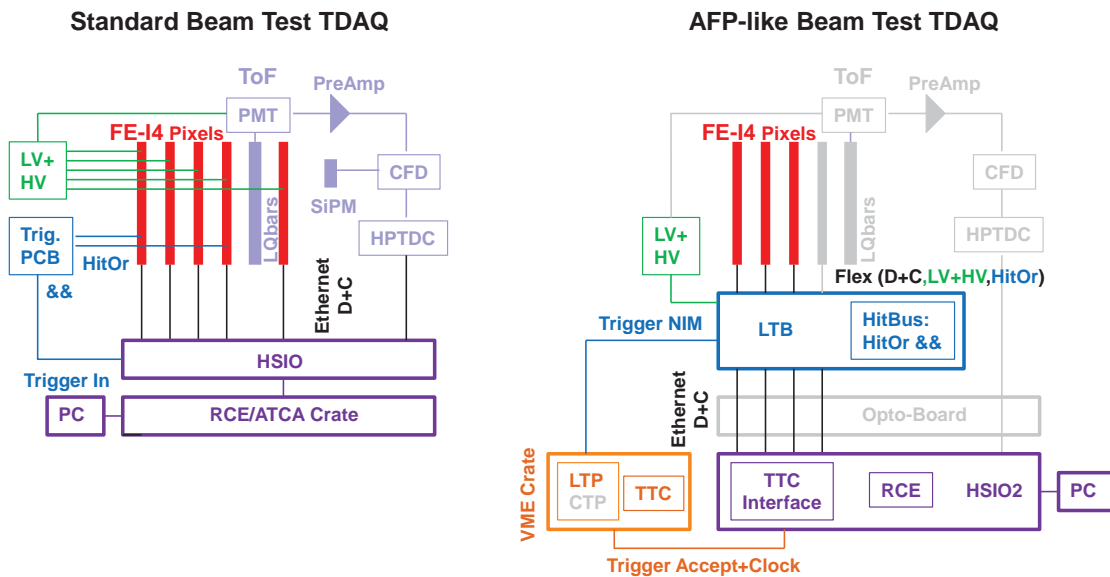 Standard Beam Test TDAQ
ToF
PreAmp
PMT
FE-I4 Pixels
LV+
HV
CFD
SiPM
LQbars
Trig.
PCB
HitOr
&&
HPTDC
Ethernet
D+C
HSIO
Trigger In
PC
RCE/ATCA Crate
AFP-like Beam Test TDAQ
ToF
PreAmp
PMT
FE-I4 Pixels
CFD
LQbars
LV+
HV
HPTDC
Flex (D+C,LV+HV,HitOr)
Trigger NIM
LTB
HitBus:
HitOr &&
Ethernet
D+C
Opto-Board
VME Crate
LTP
CTP
TTC
TTC
Interface
RCE
HSIO2
PC
Trigger Accept+Clock